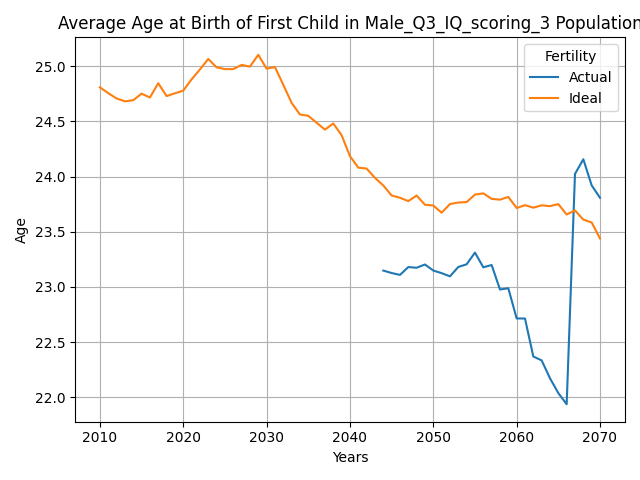 Average Age at Birth of First Child in Male_Q3_IQ_scoring_3 Population
Fertility
Actual
Ideal
25.0
24.5
24.0
23.5
23.0
22.5
22.0
Age
2010 2020 2030 2040 2050 2060 2070
Years